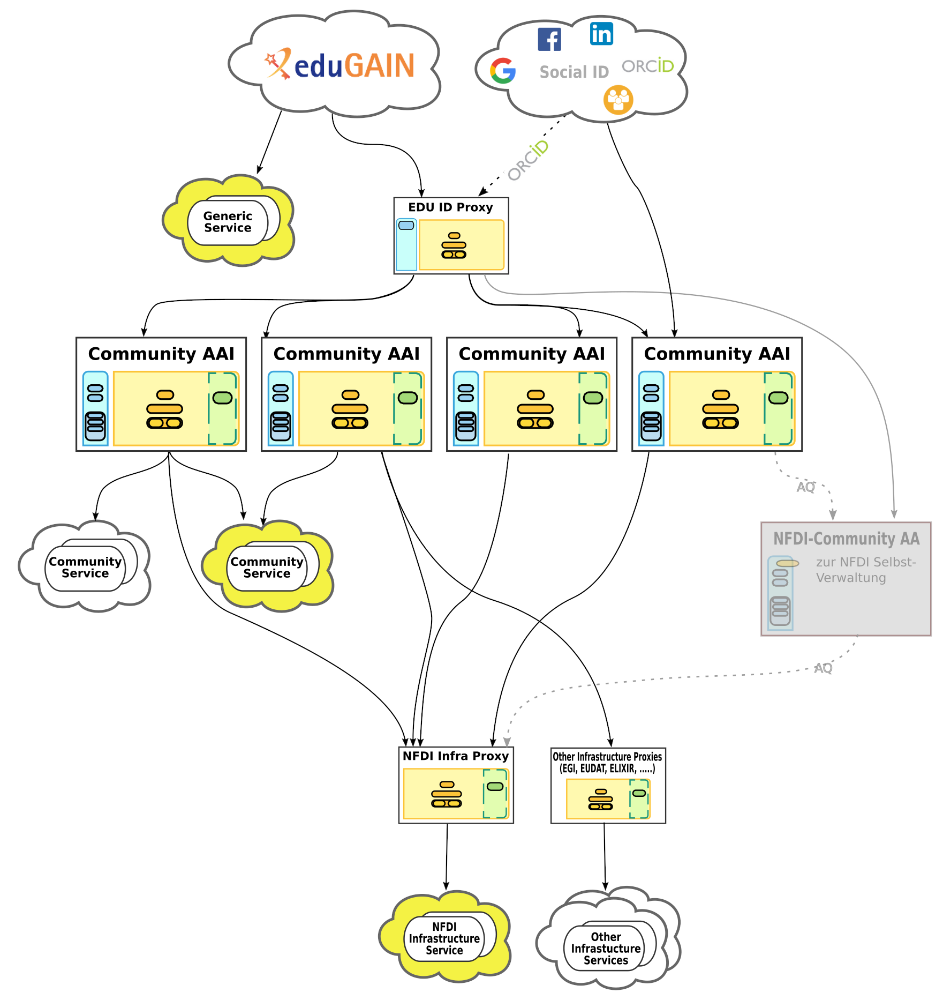 eduGAIN
in
Social ID
ORCiD
ORCiD
Generic
Service
EDU ID Proxy
Community AAI
Community AAI
Community AAI
Community AAI
AQ
Community
Service
Community
Service
NFDI-Community AA
zur NFDI Selbst-
Verwaltung
AQ
NFDI Infra Proxy
Other Infrastructure Proxies
(EGI, EUDAT, ELIXIR, .....)
NFDI
Infrastructure
Service
Other
Infrastucture
Services